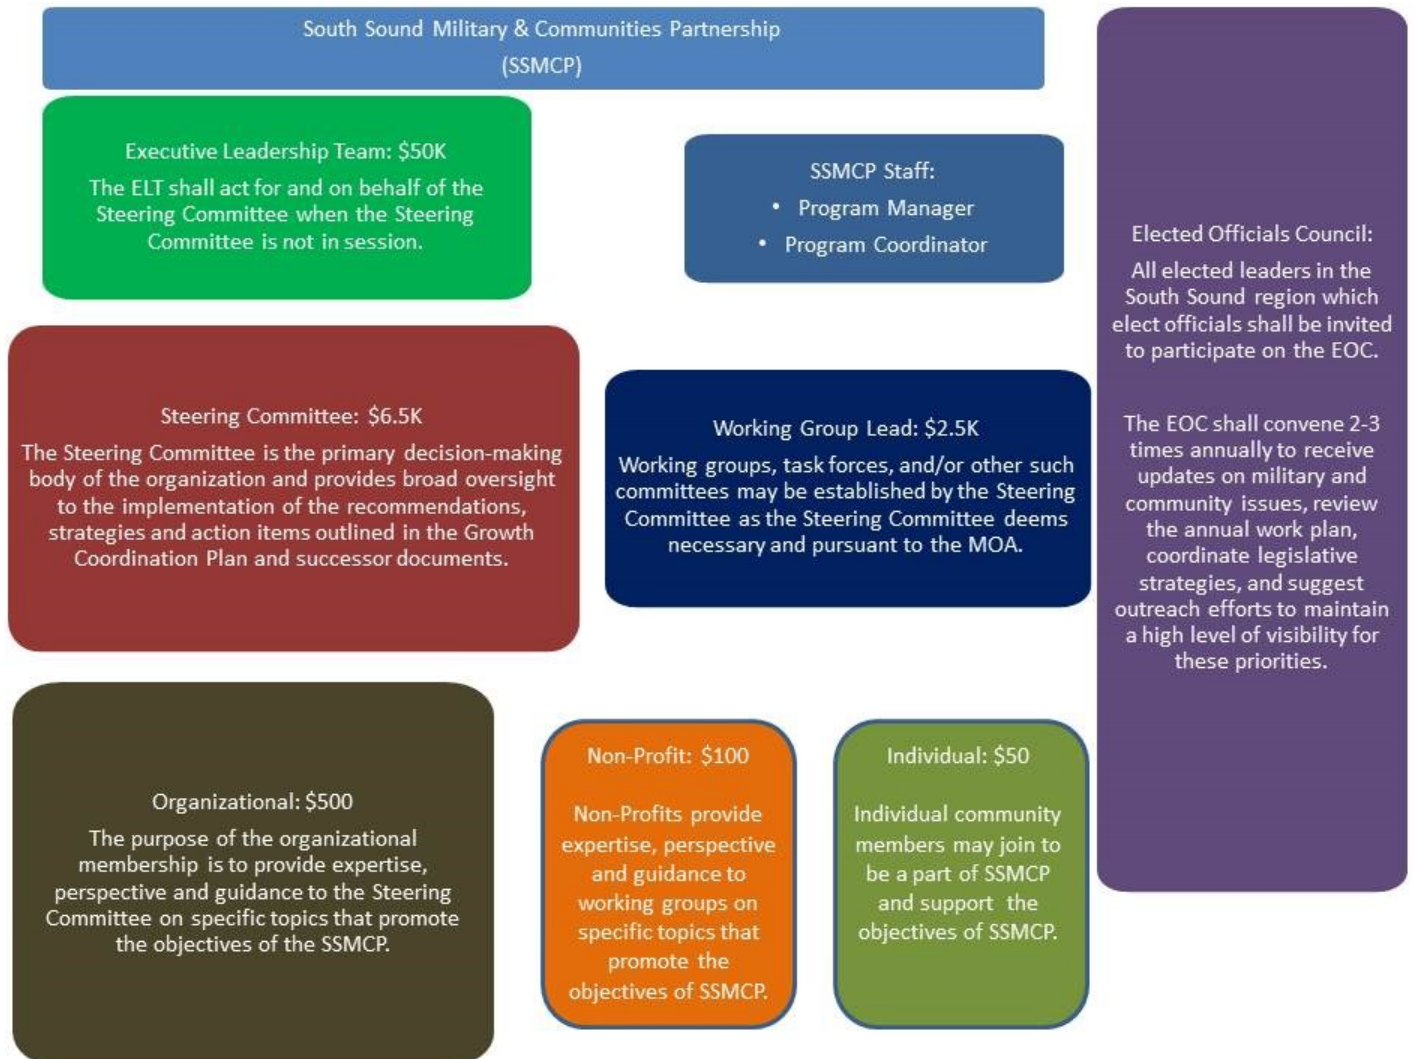 South Sound Military & Communities Partnership
(SSMCP)
Executive Leadership Team: $50K
The ELT shall act for and on behalf of the
Steering Committee when the Steering
Committee is not in session.
SSMCP Staff:
• Program Manager
• Program Coordinator
Steering Committee: $6.5K
The Steering Committee is the primary decision-making
body of the organization and provides broad oversight
to the implementation of the recommendations,
strategies and action items outlined in the Growth
Coordination Plan and successor documents.
Working Group Lead: $2.5K
Working groups, task forces, and/or other such
committees may be established by the Steering
Committee as the Steering Committee deems
necessary and pursuant to the MOA.
Organizational: $500
The purpose of the organizational
membership is to provide expertise,
perspective and guidance to the Steering
Committee on specific topics that promote
the objectives of the SSMCP.
Non-Profit: $100
Non-Profits provide
expertise, perspective
and guidance to
working groups on
specific topics that
promote the
objectives of SSMCP.
Individual: $50
Individual community
members may join to
be a part of SSMCP
and support the
objectives of SSMCP.
Elected Officials Council:
All elected leaders in the
South Sound region which
elect officials shall be invited
to participate on the EOC.
The EOC shall convene 2-3
times annually to receive
updates on military and
community issues, review
the annual work plan,
coordinate legislative
strategies, and suggest
outreach efforts to maintain
a high level of visibility for
these priorities.